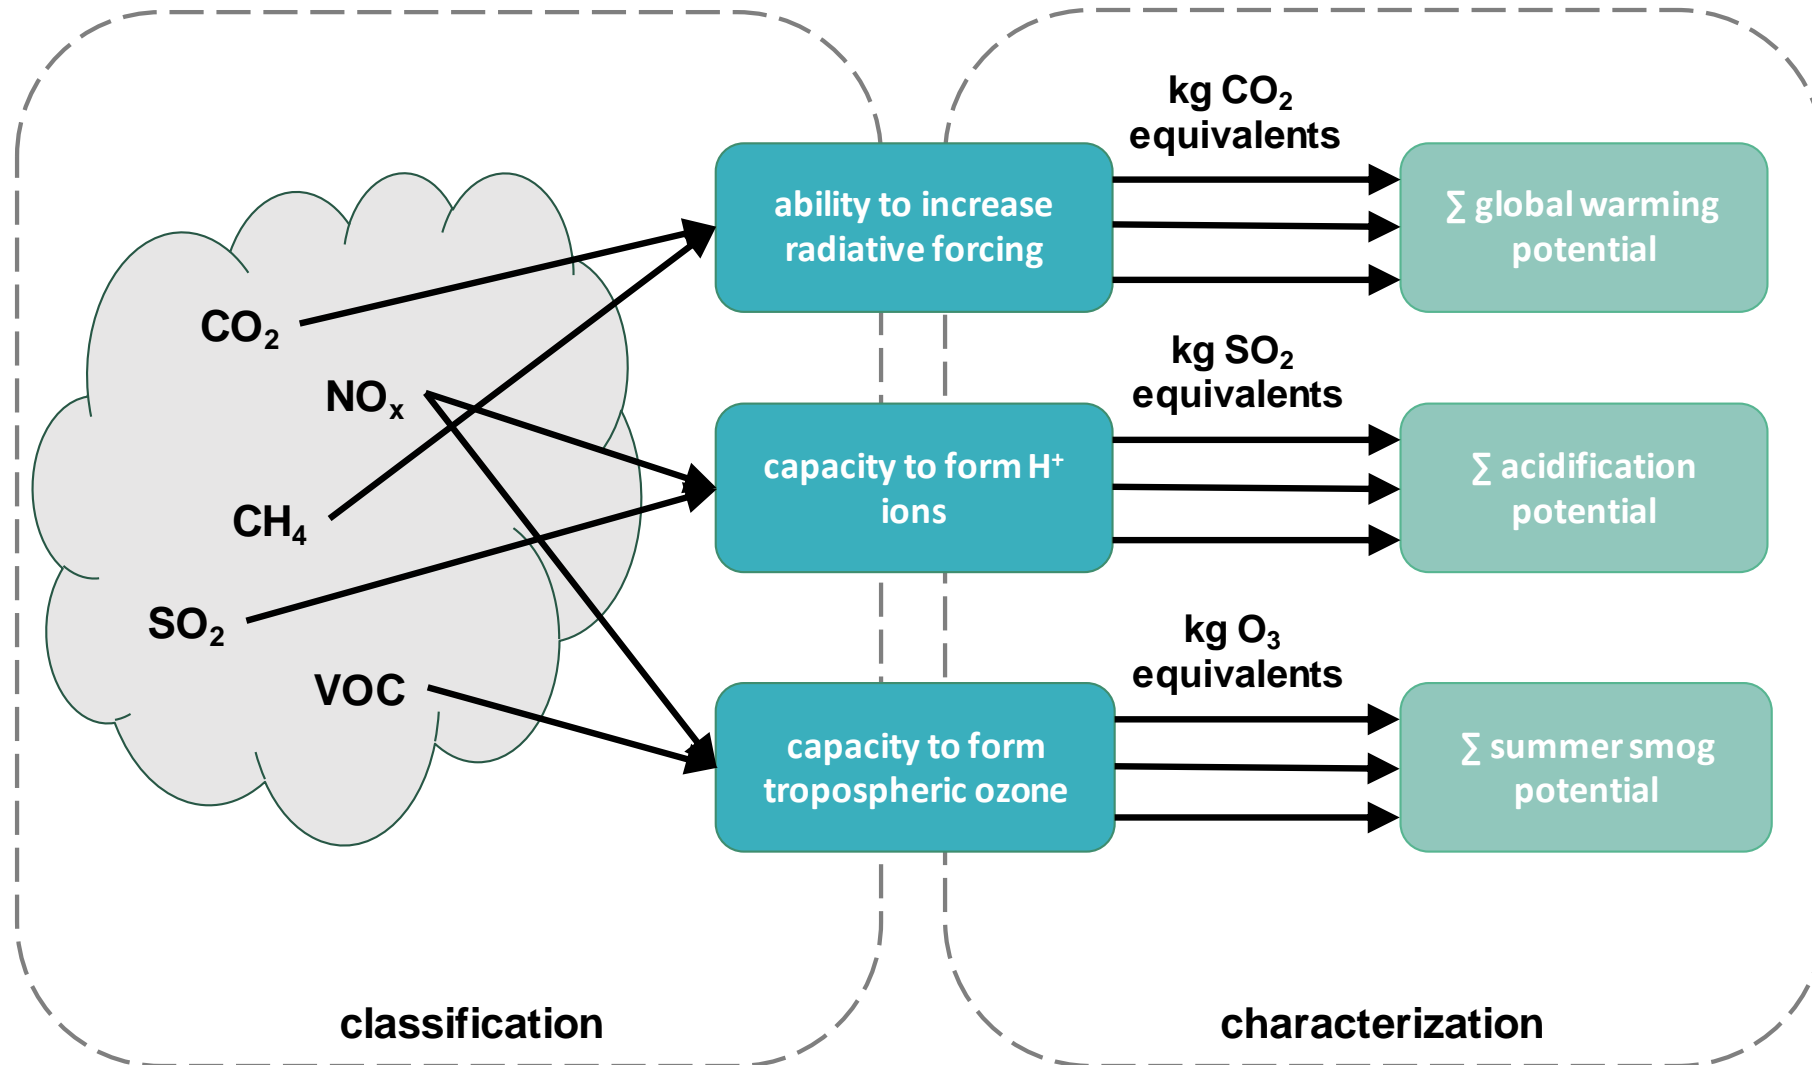 CO₂
NOₓ
CH₄
SO₂
VOC
classification
ability to increase
radiative forcing
capacity to form H⁺
ions
capacity to form
tropospheric ozone
kg CO₂
equivalents
kg SO₂
equivalents
kg O₃
equivalents
∑ global warming
potential
∑ acidification
potential
∑ summer smog
potential
characterization